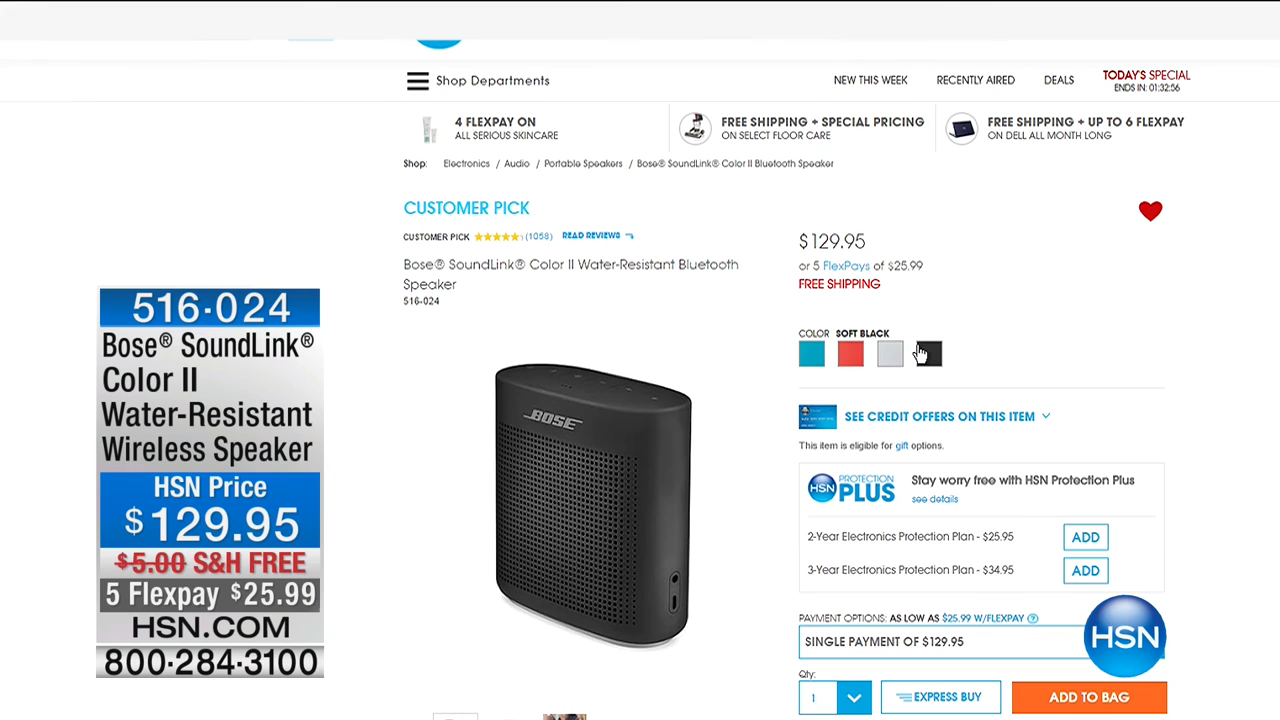 Shop Departments
NEW THIS WEEK
RECENTLY AIRED
DEALS
TODAY'S SPECIAL
ENDS IN: 01:32:56
4 FLEXPAY ON
ALL SERIOUS SKINCARE
FREE SHIPPING + SPECIAL PRICING
ON SELECT FLOOR CARE
FREE SHIPPING + UP TO 6 FLEXPAY
ON DELL ALL MONTH LONG
Shop: Electronics / Audio / Portable Speakers / Bose® SoundLink® Color II Bluetooth Speaker
CUSTOMER PICK
CUSTOMER PICK (1058) READ REVIEWS
Bose® SoundLink® Color II Water-Resistant Bluetooth
Speaker
516-024
$129.95
or 5 FlexPays of $25.99
FREE SHIPPING
COLOR SOFT BLACK
SEE CREDIT OFFERS ON THIS ITEM
This item is eligible for gift options.
HSN PROTECTION PLUS
Stay worry free with HSN Protection Plus
see details
2-Year Electronics Protection Plan - $25.95 ADD
3-Year Electronics Protection Plan - $34.95 ADD
PAYMENT OPTIONS: AS LOW AS $25.99 W/FLEXPAY ?
SINGLE PAYMENT OF $129.95
Qty:
1
EXPRESS BUY
ADD TO BAG
HSN
BOSE
516-024
Bose® SoundLink®
Color II
Water-Resistant
Wireless Speaker
HSN Price
$129.95
$5.00 S&H FREE
5 Flexpay $25.99
HSN.COM
800-284-3100